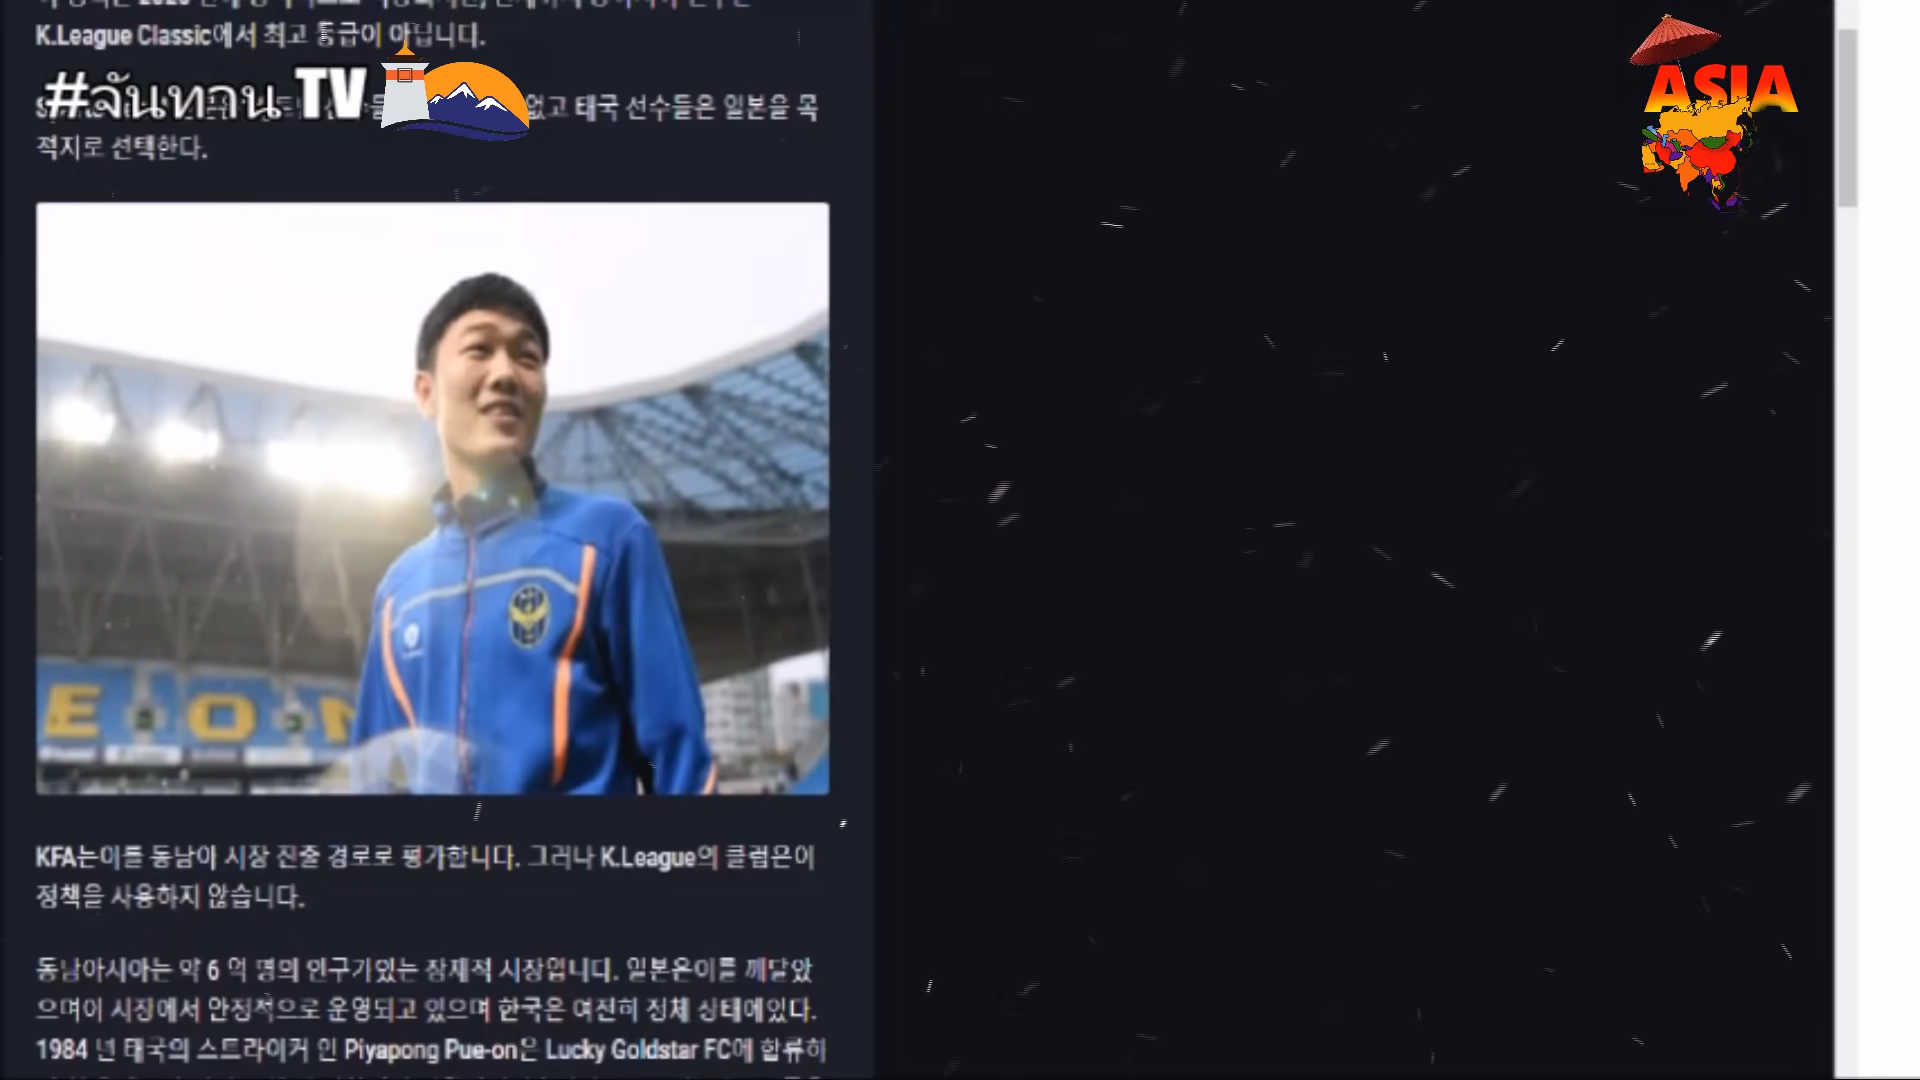 K.League Classic에서 최고 등급이 아닙니다.
#จันทวน TV
없고 태국 선수들은 일본을 목
적지로 선택한다.
ASIA
E O N
KFA는이를 동남아 시장 진출 경로로 평가합니다. 그러나 K.League의 클럽은이
정책을 사용하지 않습니다.
동남아시아는 약 6 억 명의 인구가있는 잠재적 시장입니다. 일본은이를 깨달았
으며이 시장에서 안정적으로 운영되고 있으며 한국은 여전히 정체 상태에있다.
1984 년 태국의 스트라이커 인 Piyapong Pue-on은 Lucky Goldstar FC에 합류하